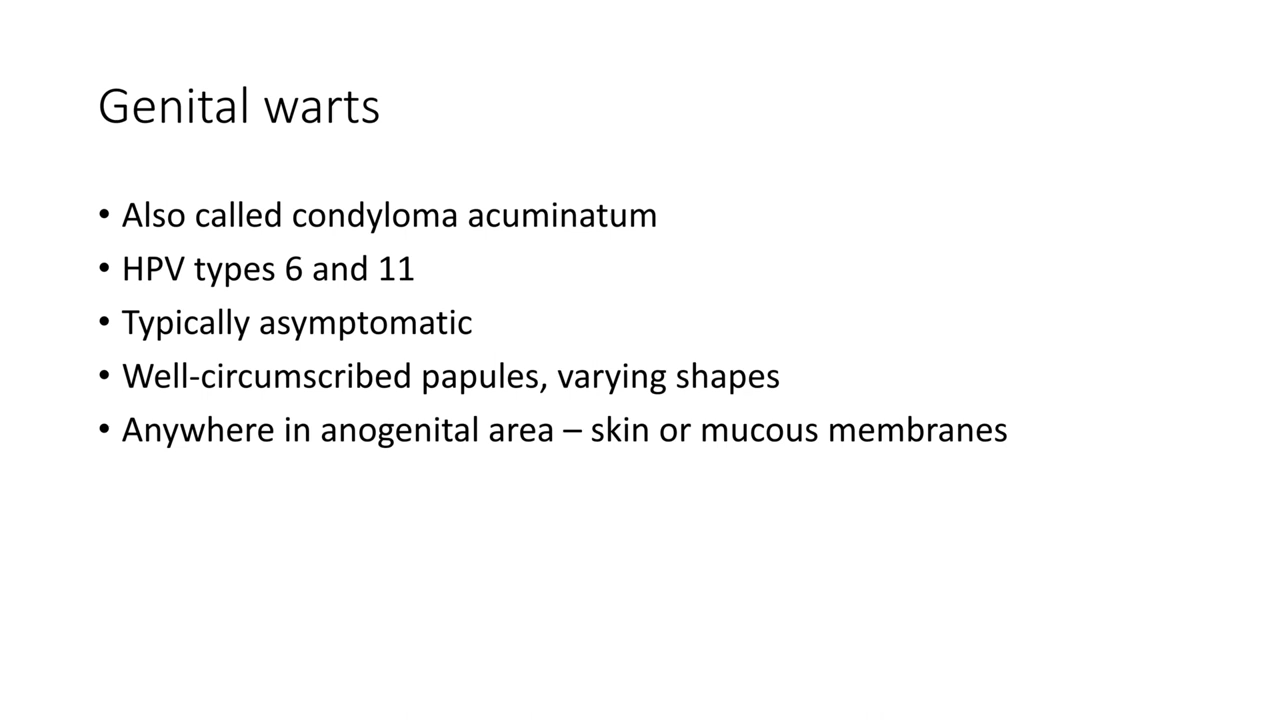 Genital warts
• Also called condyloma acuminatum
• HPV types 6 and 11
• Typically asymptomatic
• Well-circumscribed papules, varying shapes
• Anywhere in anogenital area – skin or mucous membranes